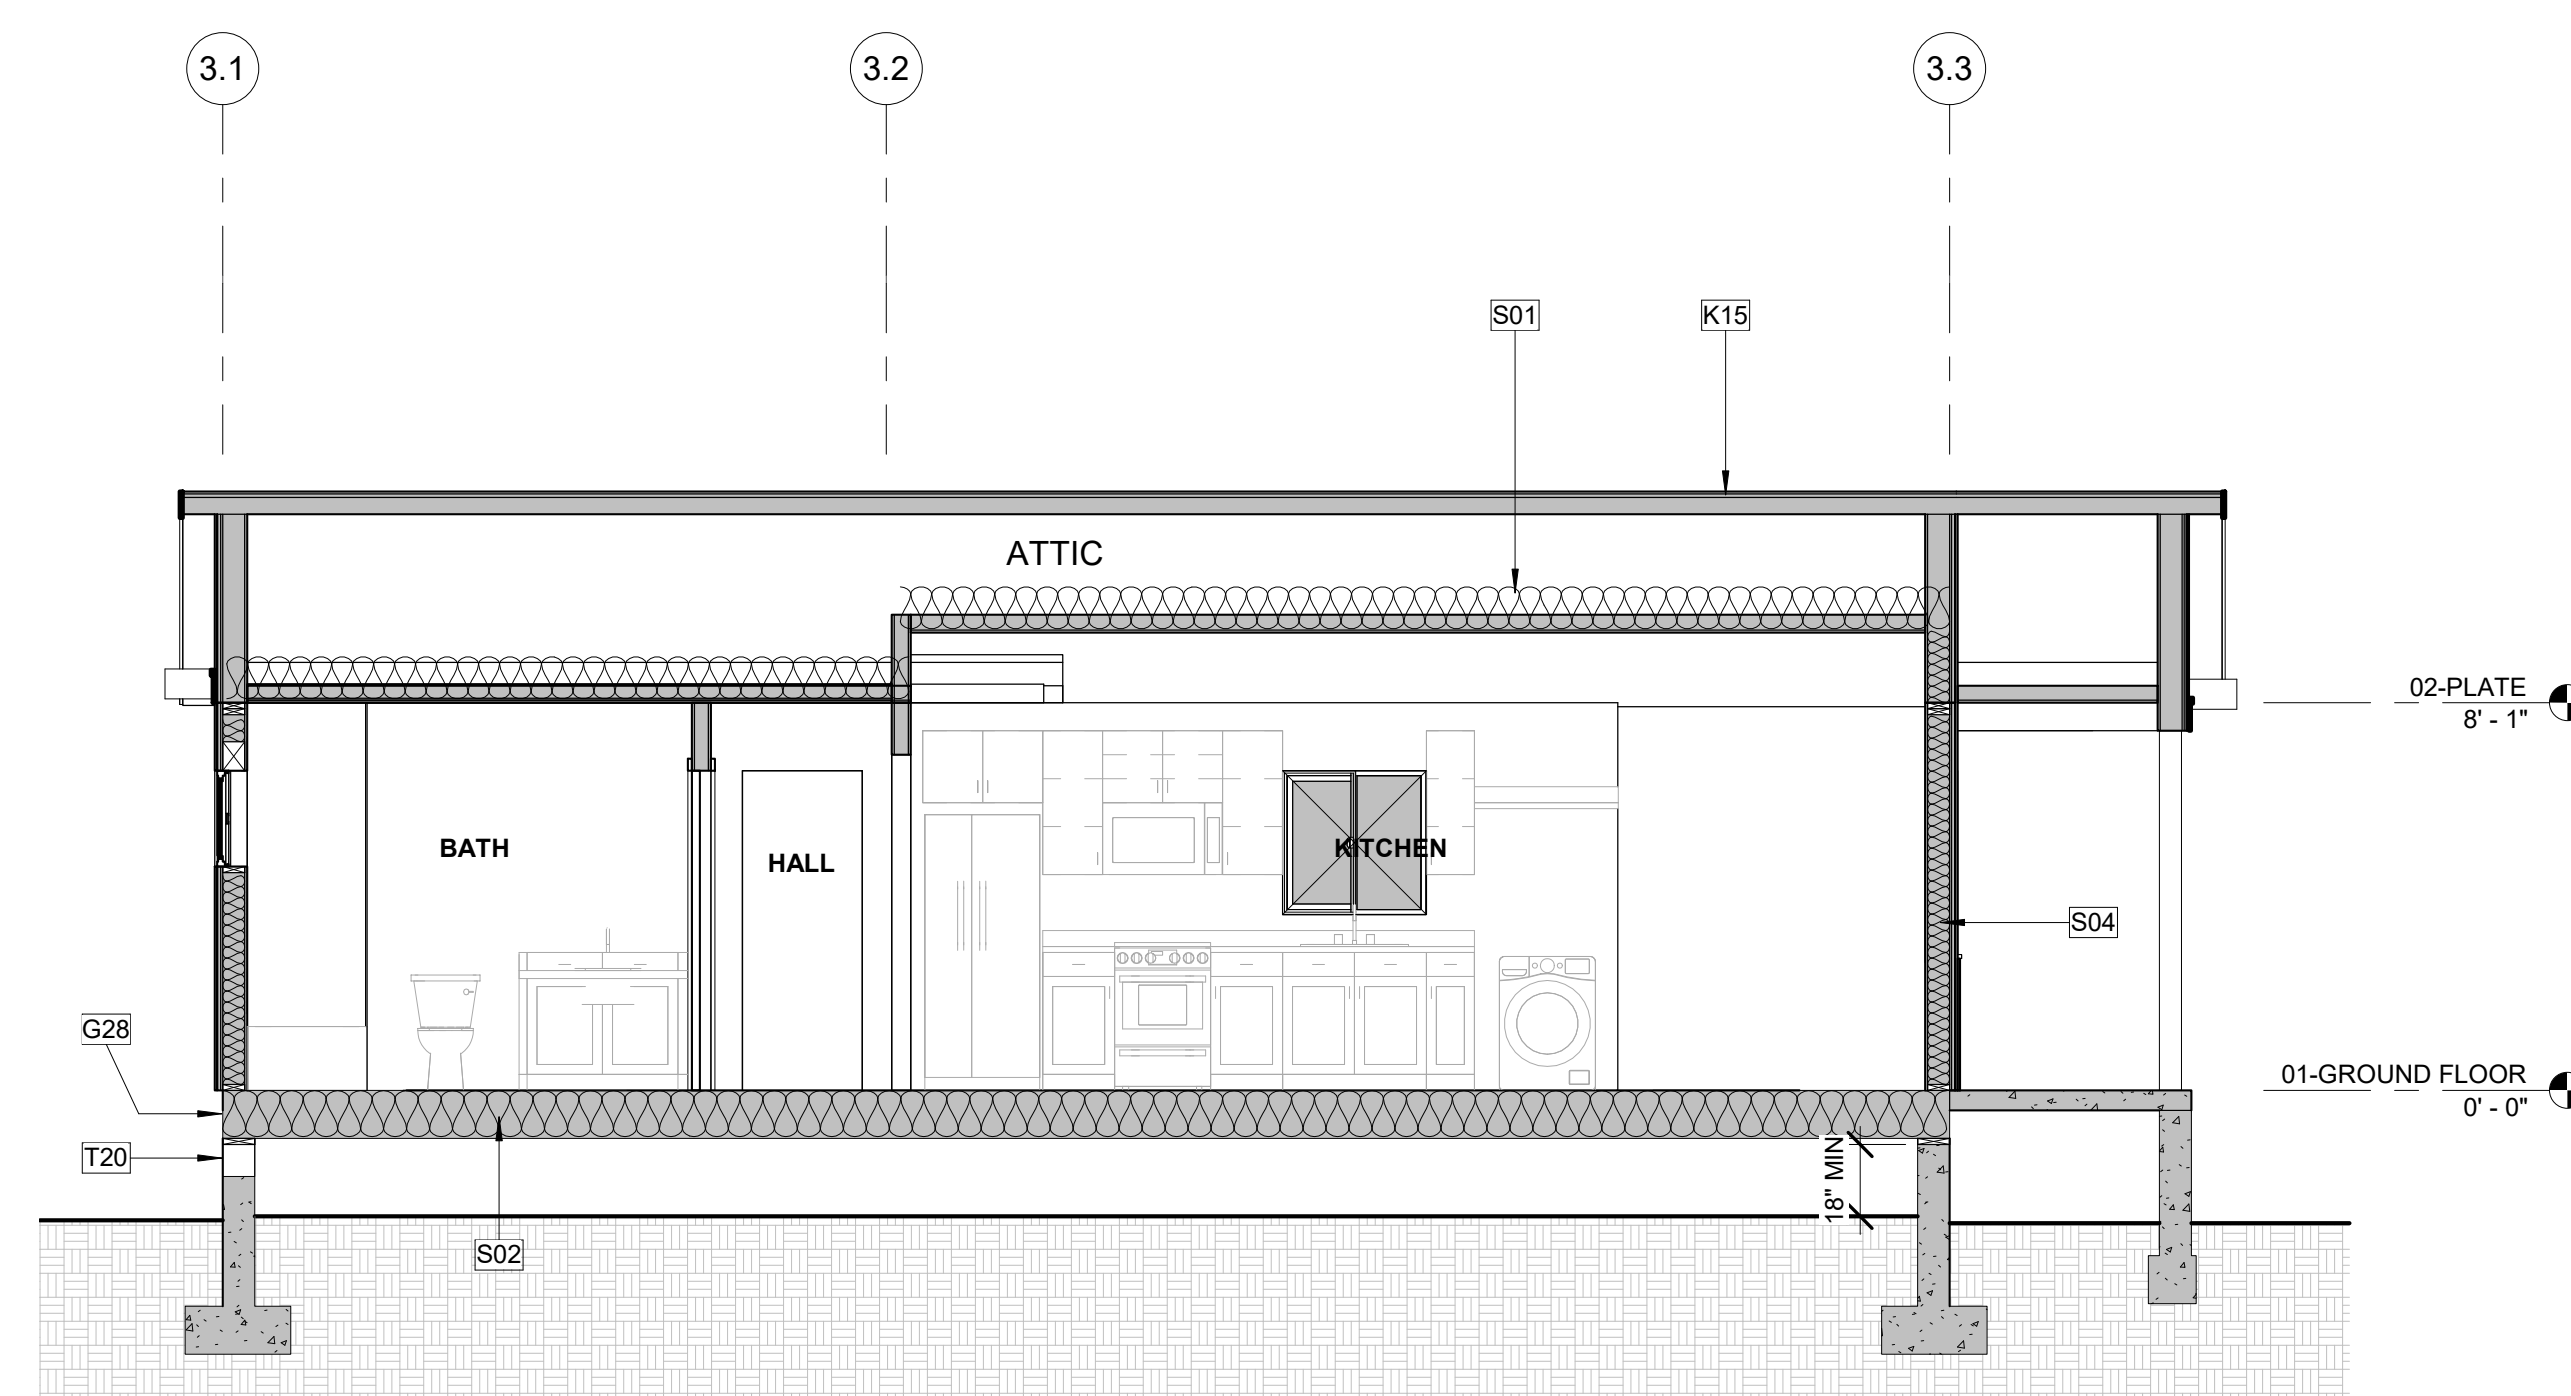 3.1
3.2
3.3
S01
K15
ATTIC
02-PLATE
8' - 1"
BATH
HALL
KITCHEN
S04
G28
01-GROUND FLOOR
0' - 0"
T20
18" MIN
S02